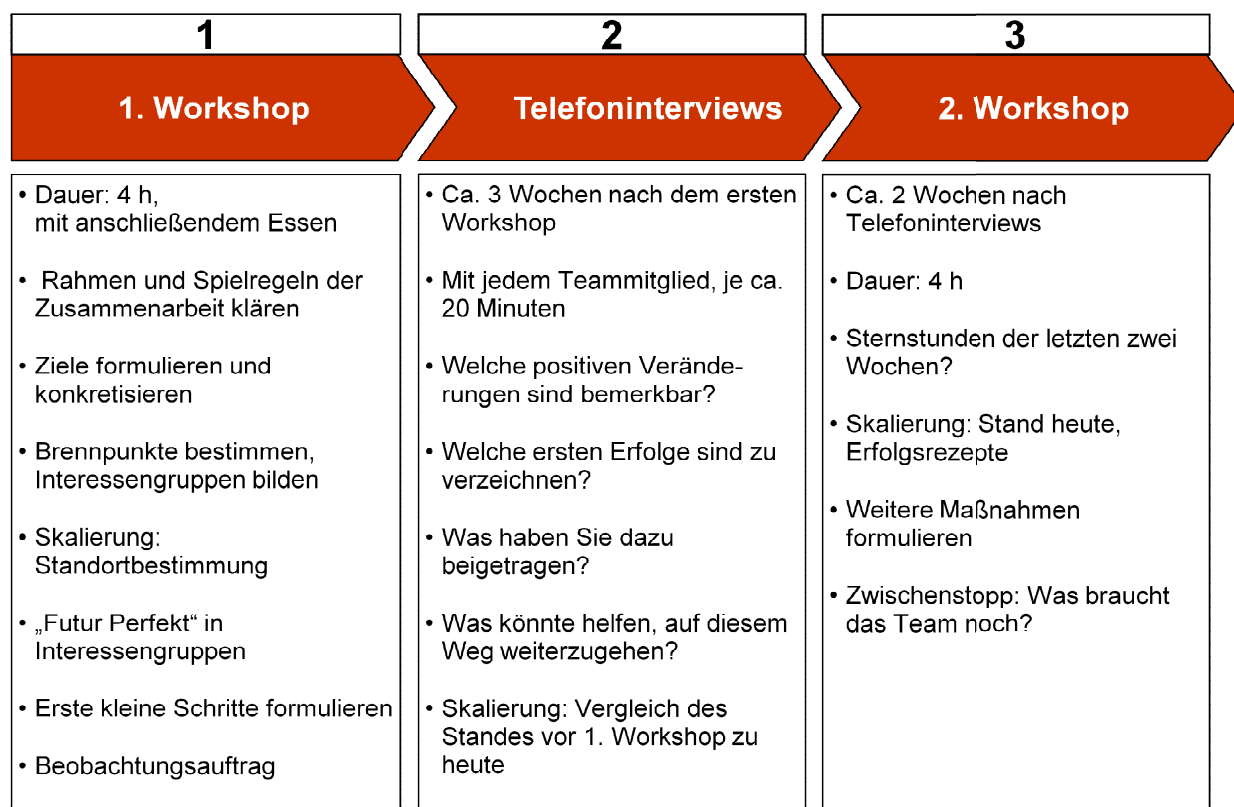 1
1. Workshop
• Dauer: 4 h,
mit anschließendem Essen
• Rahmen und Spielregeln der
Zusammenarbeit klären
• Ziele formulieren und
konkretisieren
• Brennpunkte bestimmen,
Interessengruppen bilden
• Skalierung:
Standortbestimmung
• „Futur Perfekt“ in
Interessengruppen
• Erste kleine Schritte formulieren
• Beobachtungsauftrag
2
Telefoninterviews
• Ca. 3 Wochen nach dem ersten
Workshop
• Mit jedem Teammitglied, je ca.
20 Minuten
• Welche positiven Verände-
rungen sind bemerkbar?
• Welche ersten Erfolge sind zu
verzeichnen?
• Was haben Sie dazu
beigetragen?
• Was könnte helfen, auf diesem
Weg weiterzugehen?
• Skalierung: Vergleich des
Standes vor 1. Workshop zu
heute
3
2. Workshop
• Ca. 2 Wochen nach
Telefoninterviews
• Dauer: 4 h
• Sternstunden der letzten zwei
Wochen?
• Skalierung: Stand heute,
Erfolgsrezepte
• Weitere Maßnahmen
formulieren
• Zwischenstopp: Was braucht
das Team noch?